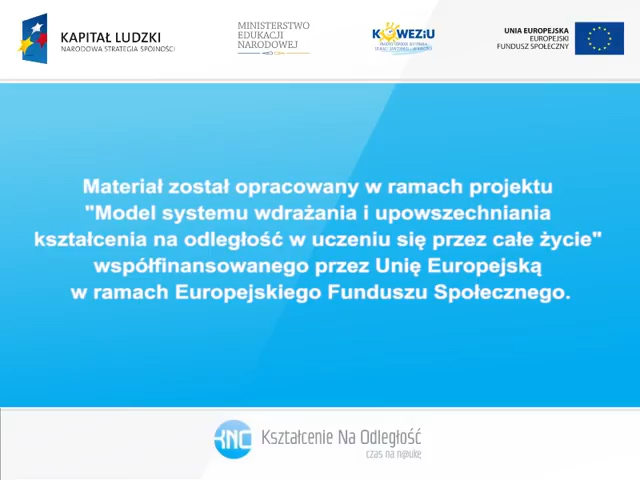 KAPITAŁ LUDZKI
NARODOWA STRATEGIA SPÓJNOŚCI
MINISTERSTWO
EDUKACJI
NARODOWEJ
KOWEZiU
UNIA EUROPEJSKA
EUROPEJSKI
FUNDUSZ SPOŁECZNY
Materiał został opracowany w ramach projektu
"Model systemu wdrażania i upowszechniania
kształcenia na odległość w uczeniu się przez całe życie"
współfinansowanego przez Unię Europejską
w ramach Europejskiego Funduszu Społecznego.
KNO
Kształcenie Na Odległość
czas na n@ukę